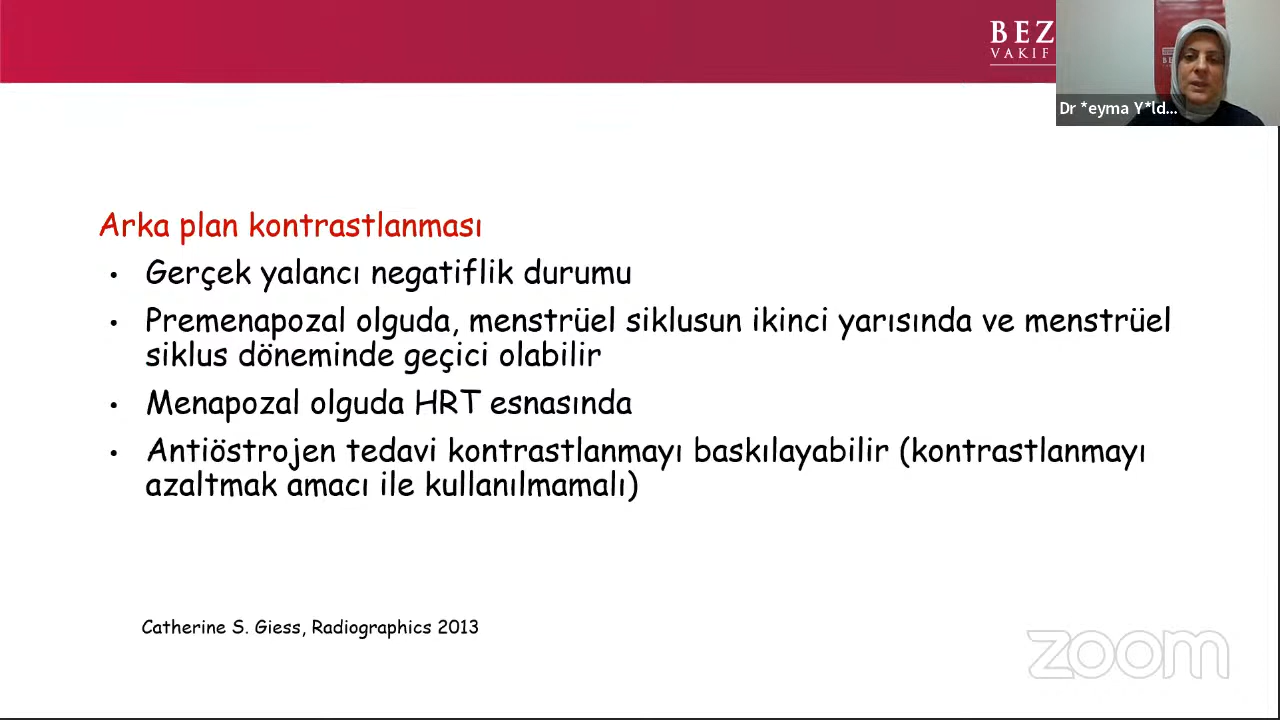 BEZ
VAKIF
Dr *eyma Y*ld...
Arka plan kontrastlanması
• Gerçek yalancı negatiflik durumu
• Premenapozal olguda, menstrüel siklusun ikinci yarısında ve menstrüel
siklus döneminde geçici olabilir
• Menapozal olguda HRT esnasında
• Antiöstrojen tedavi kontrastlanmayı baskılayabilir (kontrastlanmayı
azaltmak amacı ile kullanılmamalı)
Catherine S. Giess, Radiographics 2013
zoom